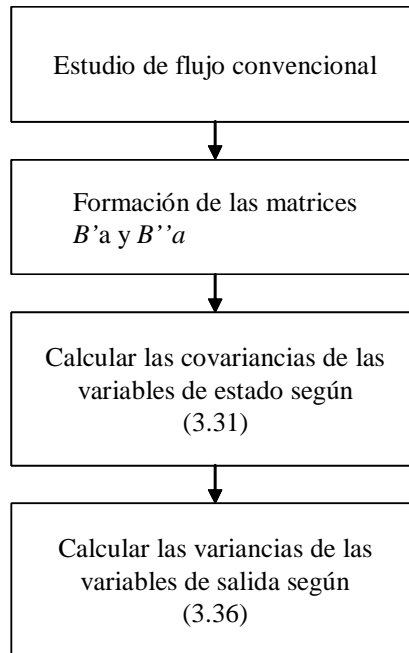 Estudio de flujo convencional
Formación de las matrices
B’a y B’’a
Calcular las covariancias de las
variables de estado según
(3.31)
Calcular las variancias de las
variables de salida según
(3.36)